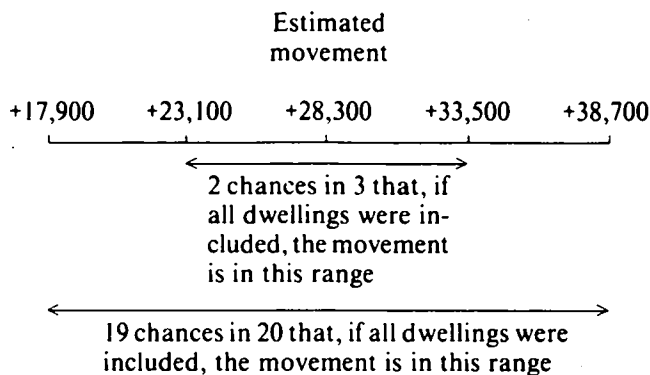 Estimated
movement
+17,900 +23,100 +28,300 +33,500 +38,700
2 chances in 3 that, if
all dwellings were in-
cluded, the movement
is in this range
19 chances in 20 that, if all dwellings were
included, the movement is in this range